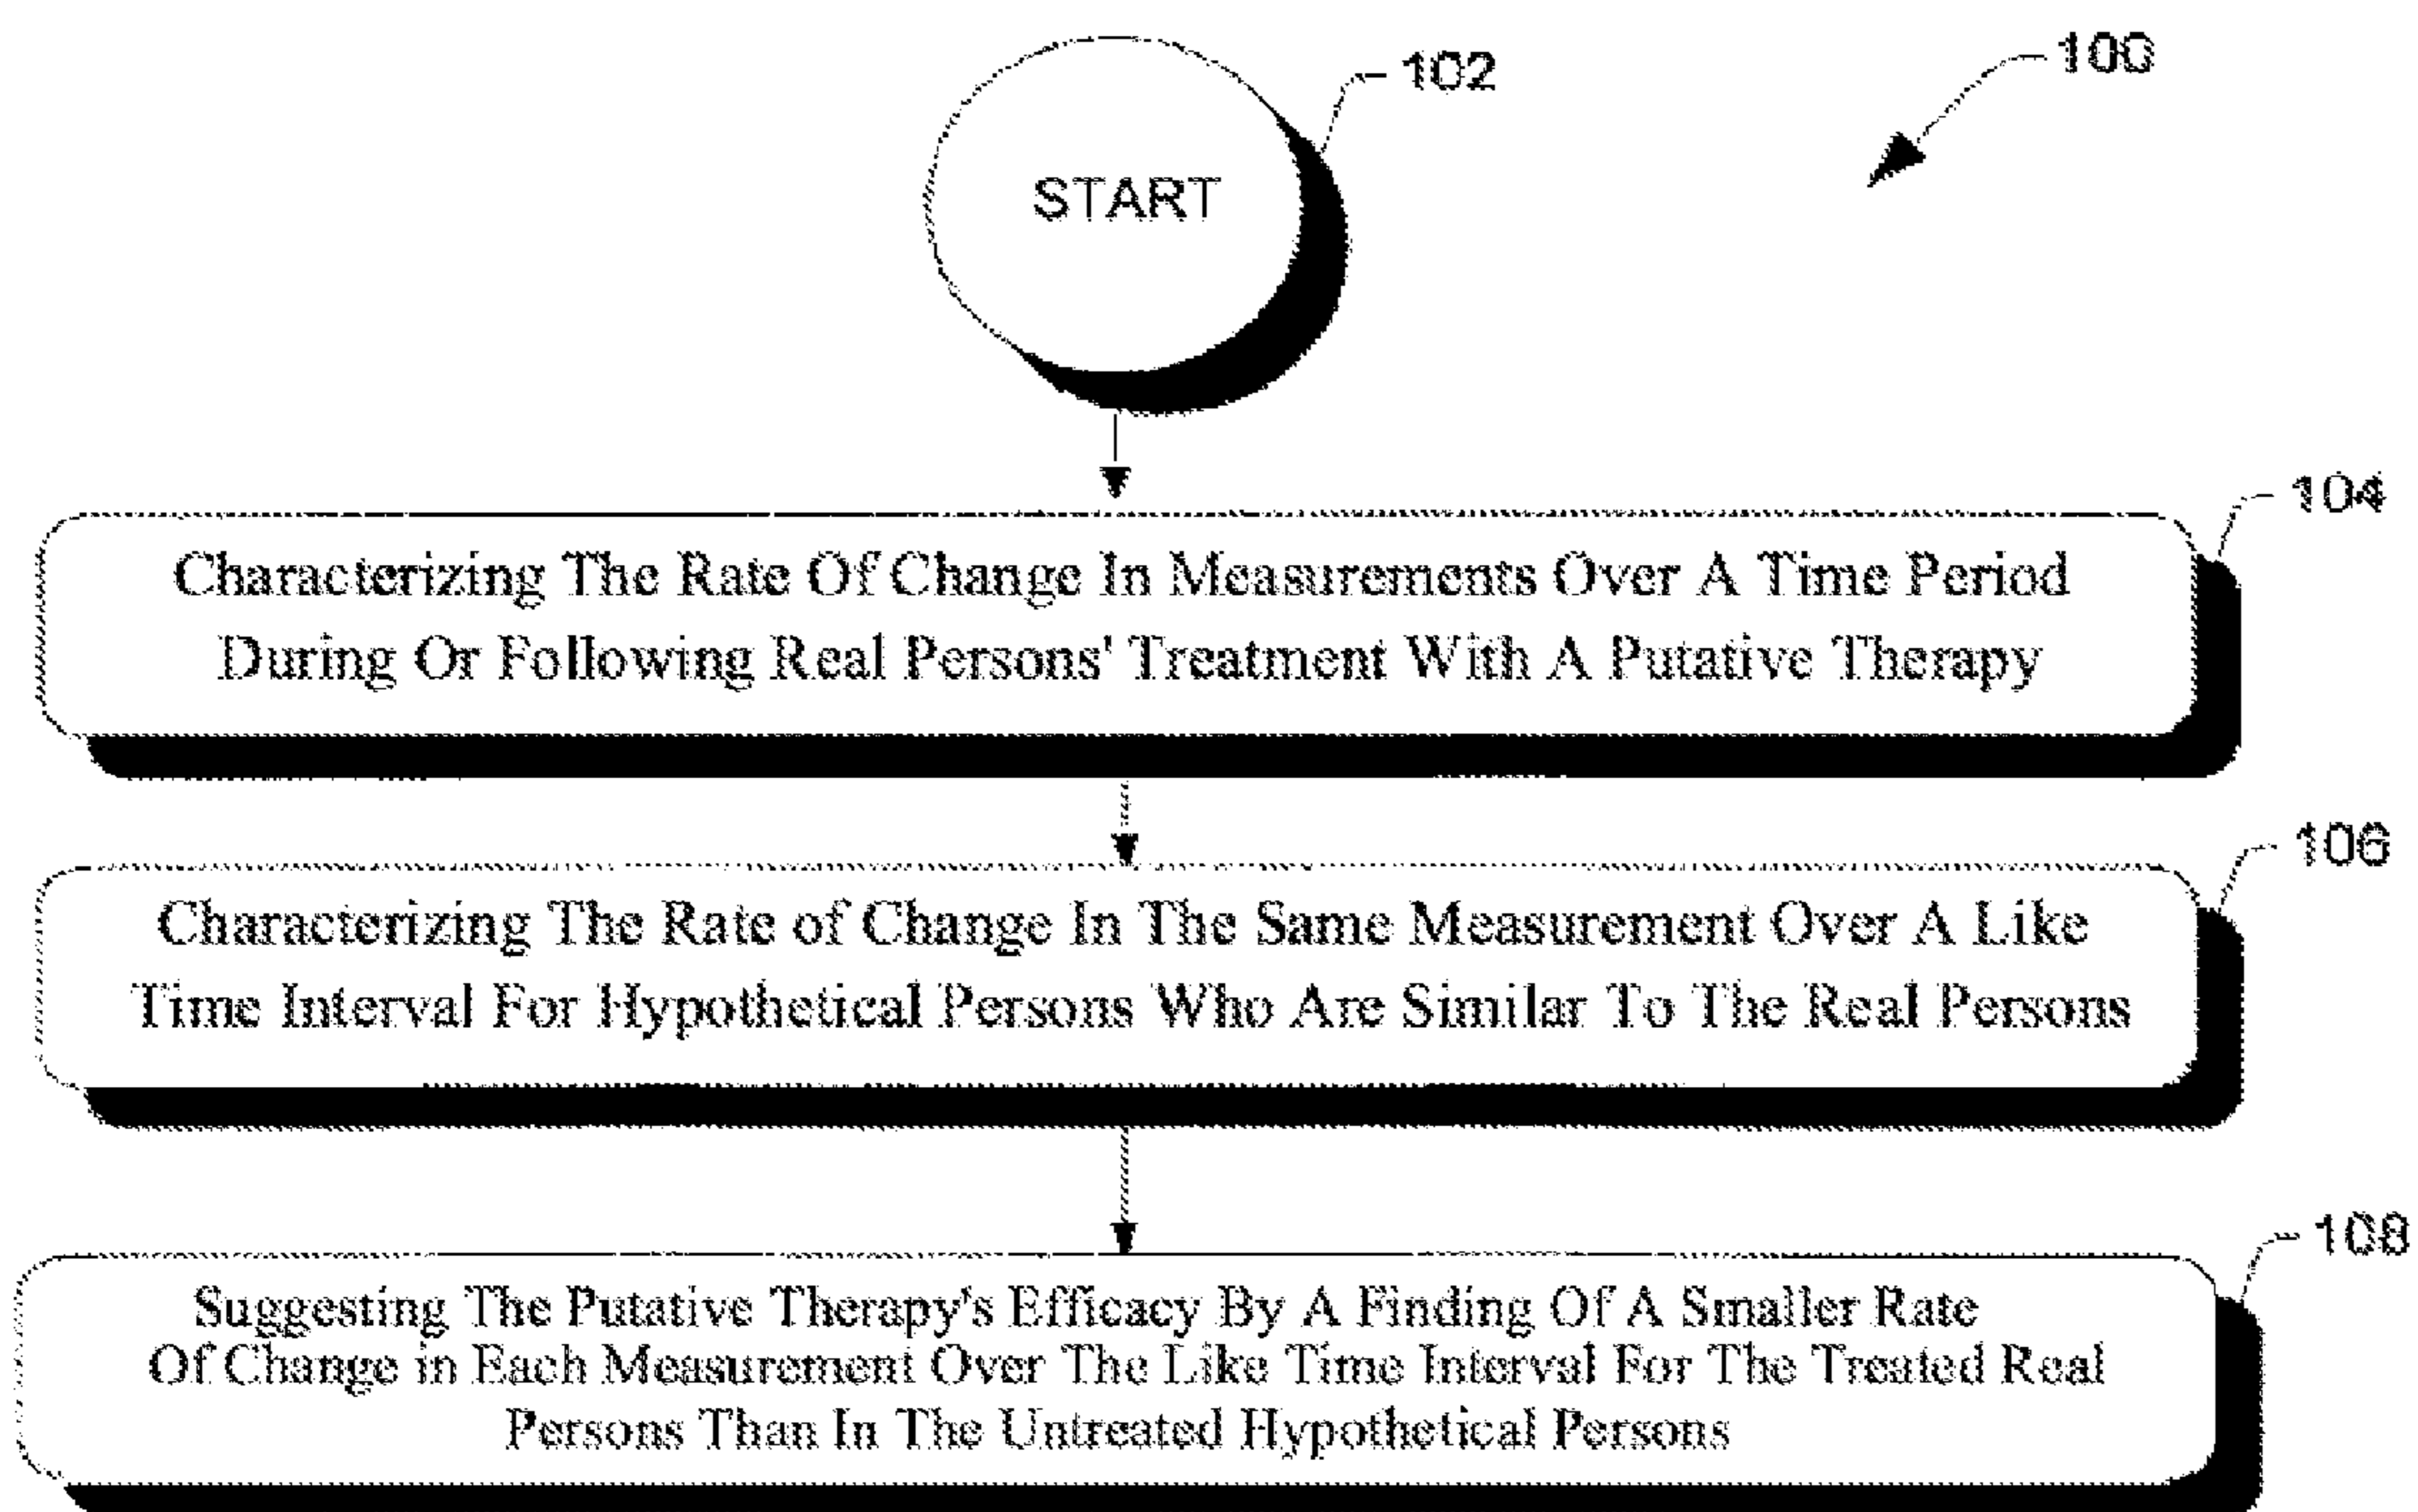 100
102
START
104
Characterizing The Rate Of Change In Measurements Over A Time Period
During Or Following Real Persons' Treatment With A Putative Therapy
106
Characterizing The Rate of Change In The Same Measurement Over A Like
Time Interval For Hypothetical Persons Who Are Similar To The Real Persons
108
Suggesting The Putative Therapy's Efficacy By A Finding Of A Smaller Rate
Of Change in Each Measurement Over The Like Time Interval For The Treated Real
Persons Than In The Untreated Hypothetical Persons